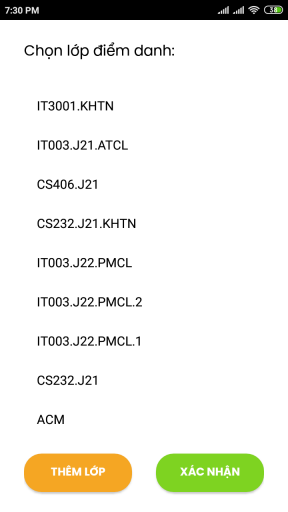 7:30 PM
38
Chọn lớp điểm danh:
IT3001.KHTN
IT003.J21.ATCL
CS406.J21
CS232.J21.KHTN
IT003.J22.PMCL
IT003.J22.PMCL.2
IT003.J22.PMCL.1
CS232.J21
ACM
THÊM LỚP
XÁC NHẬN